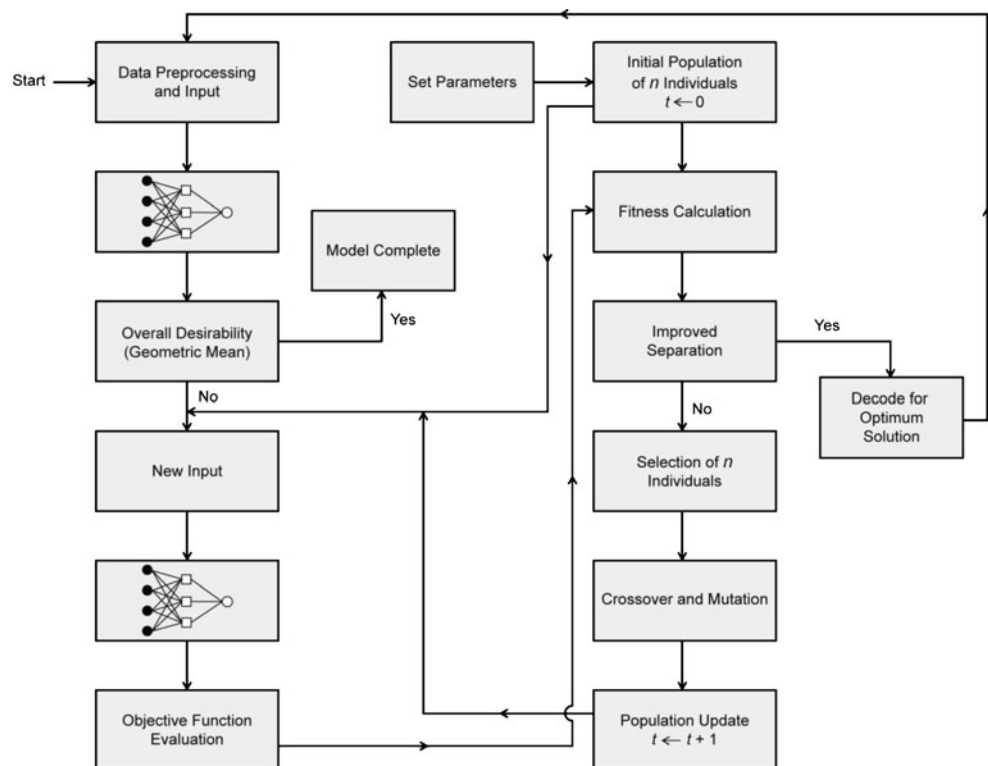 Start
Data Preprocessing
and Input
Set Parameters
Initial Population
of n Individuals
t ← 0
Fitness Calculation
Model Complete
Yes
Overall Desirability
(Geometric Mean)
No
Improved
Separation
Yes
No
Decode for
Optimum
Solution
New Input
Selection of n
Individuals
Crossover and Mutation
Objective Function
Evaluation
Population Update
t ← t + 1